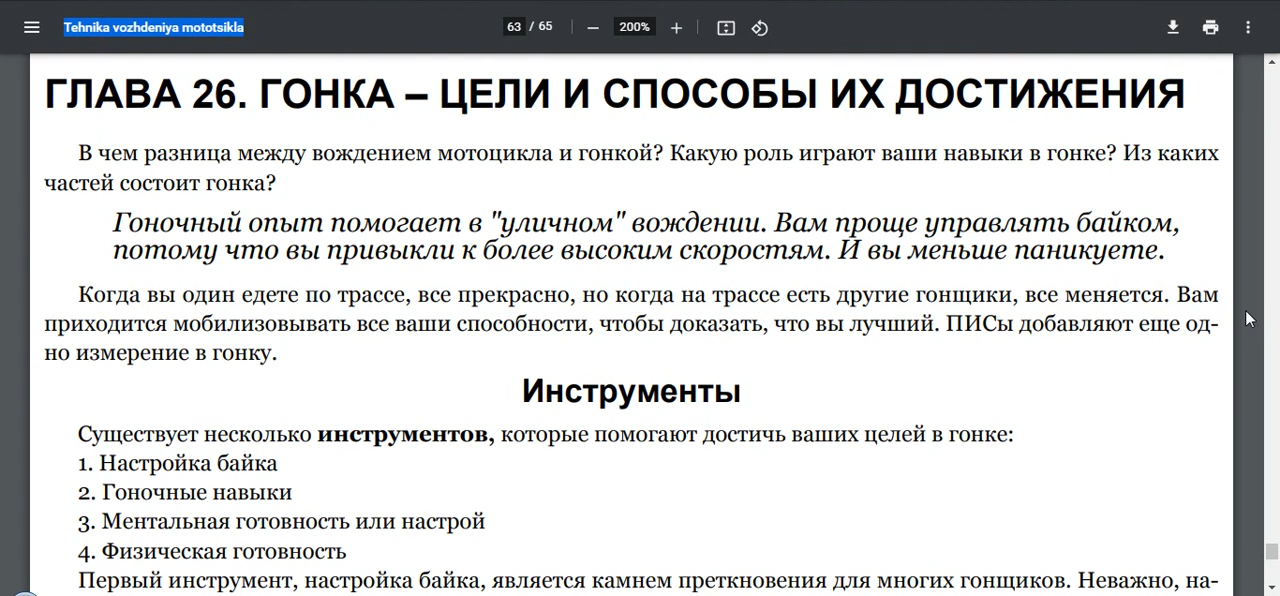 Tehnika vozhdeniya mototsikla
63 / 65
200%
ГЛАВА 26. ГОНКА – ЦЕЛИ И СПОСОБЫ ИХ ДОСТИЖЕНИЯ
В чем разница между вождением мотоцикла и гонкой? Какую роль играют ваши навыки в гонке? Из каких
частей состоит гонка?
Гоночный опыт помогает в "уличном" вождении. Вам проще управлять байком,
потому что вы привыкли к более высоким скоростям. И вы меньше паникуете.
Когда вы один едете по трассе, все прекрасно, но когда на трассе есть другие гонщики, все меняется. Вам
приходится мобилизовывать все ваши способности, чтобы доказать, что вы лучший. ПИСы добавляют еще од-
но измерение в гонку.
Инструменты
Существует несколько инструментов, которые помогают достичь ваших целей в гонке:
1. Настройка байка
2. Гоночные навыки
3. Ментальная готовность или настрой
4. Физическая готовность
Первый инструмент, настройка байка, является камнем преткновения для многих гонщиков. Неважно, на-